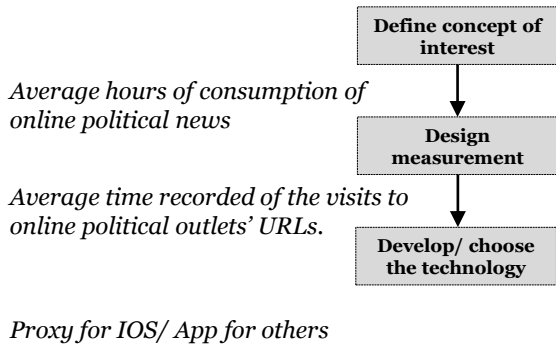 Define concept of
interest
Average hours of consumption of
online political news
Design
measurement
Average time recorded of the visits to
online political outlets' URLs.
Develop/ choose
the technology
Proxy for IOS/ App for others